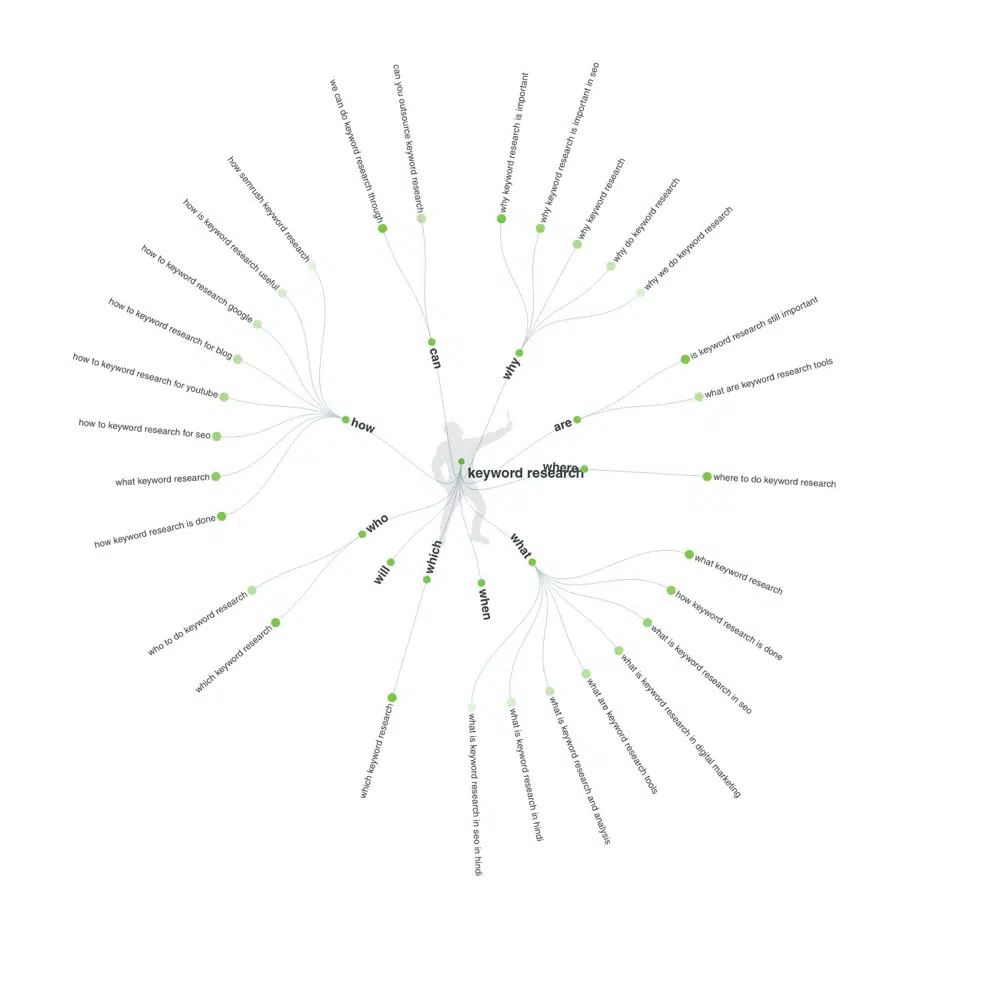 keyword research
why
why keyword research is important
why keyword research is important in seo
why keyword research
why do keyword research
why we do keyword research
are
is keyword research still important
what are keyword research tools
where
where to do keyword research
what
what keyword research
how keyword research is done
what is keyword research in seo
what is keyword research in digital marketing
what are keyword research tools
what is keyword research and analysis
what is keyword research in hindi
what is keyword research in seo in hindi
when
which
which keyword research
will
who
which keyword research
who to do keyword research
how
how keyword research is done
what keyword research
how to keyword research for seo
how to keyword research for youtube
how to keyword research for blog
how to keyword research google
how is keyword research useful
how semrush keyword research
can
we can do keyword research through
can you outsource keyword research